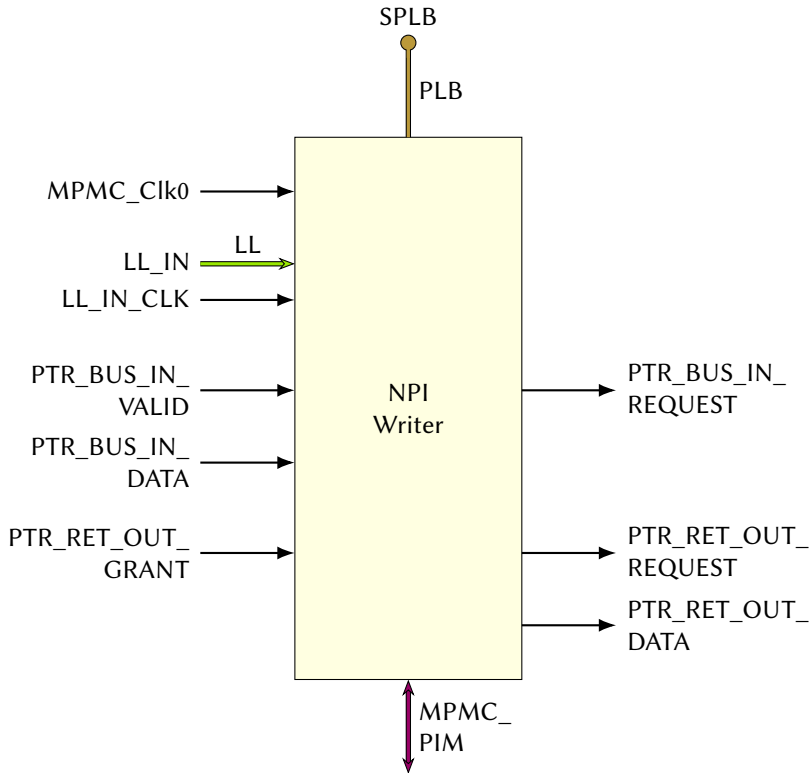 SPLB
PLB
MPMC_Clk0
LL
LL_IN
LL_IN_CLK
PTR_BUS_IN_
VALID
PTR_BUS_IN_
DATA
PTR_RET_OUT_
GRANT
NPI
Writer
PTR_BUS_IN_
REQUEST
PTR_RET_OUT_
REQUEST
PTR_RET_OUT_
DATA
MPMC_
PIM